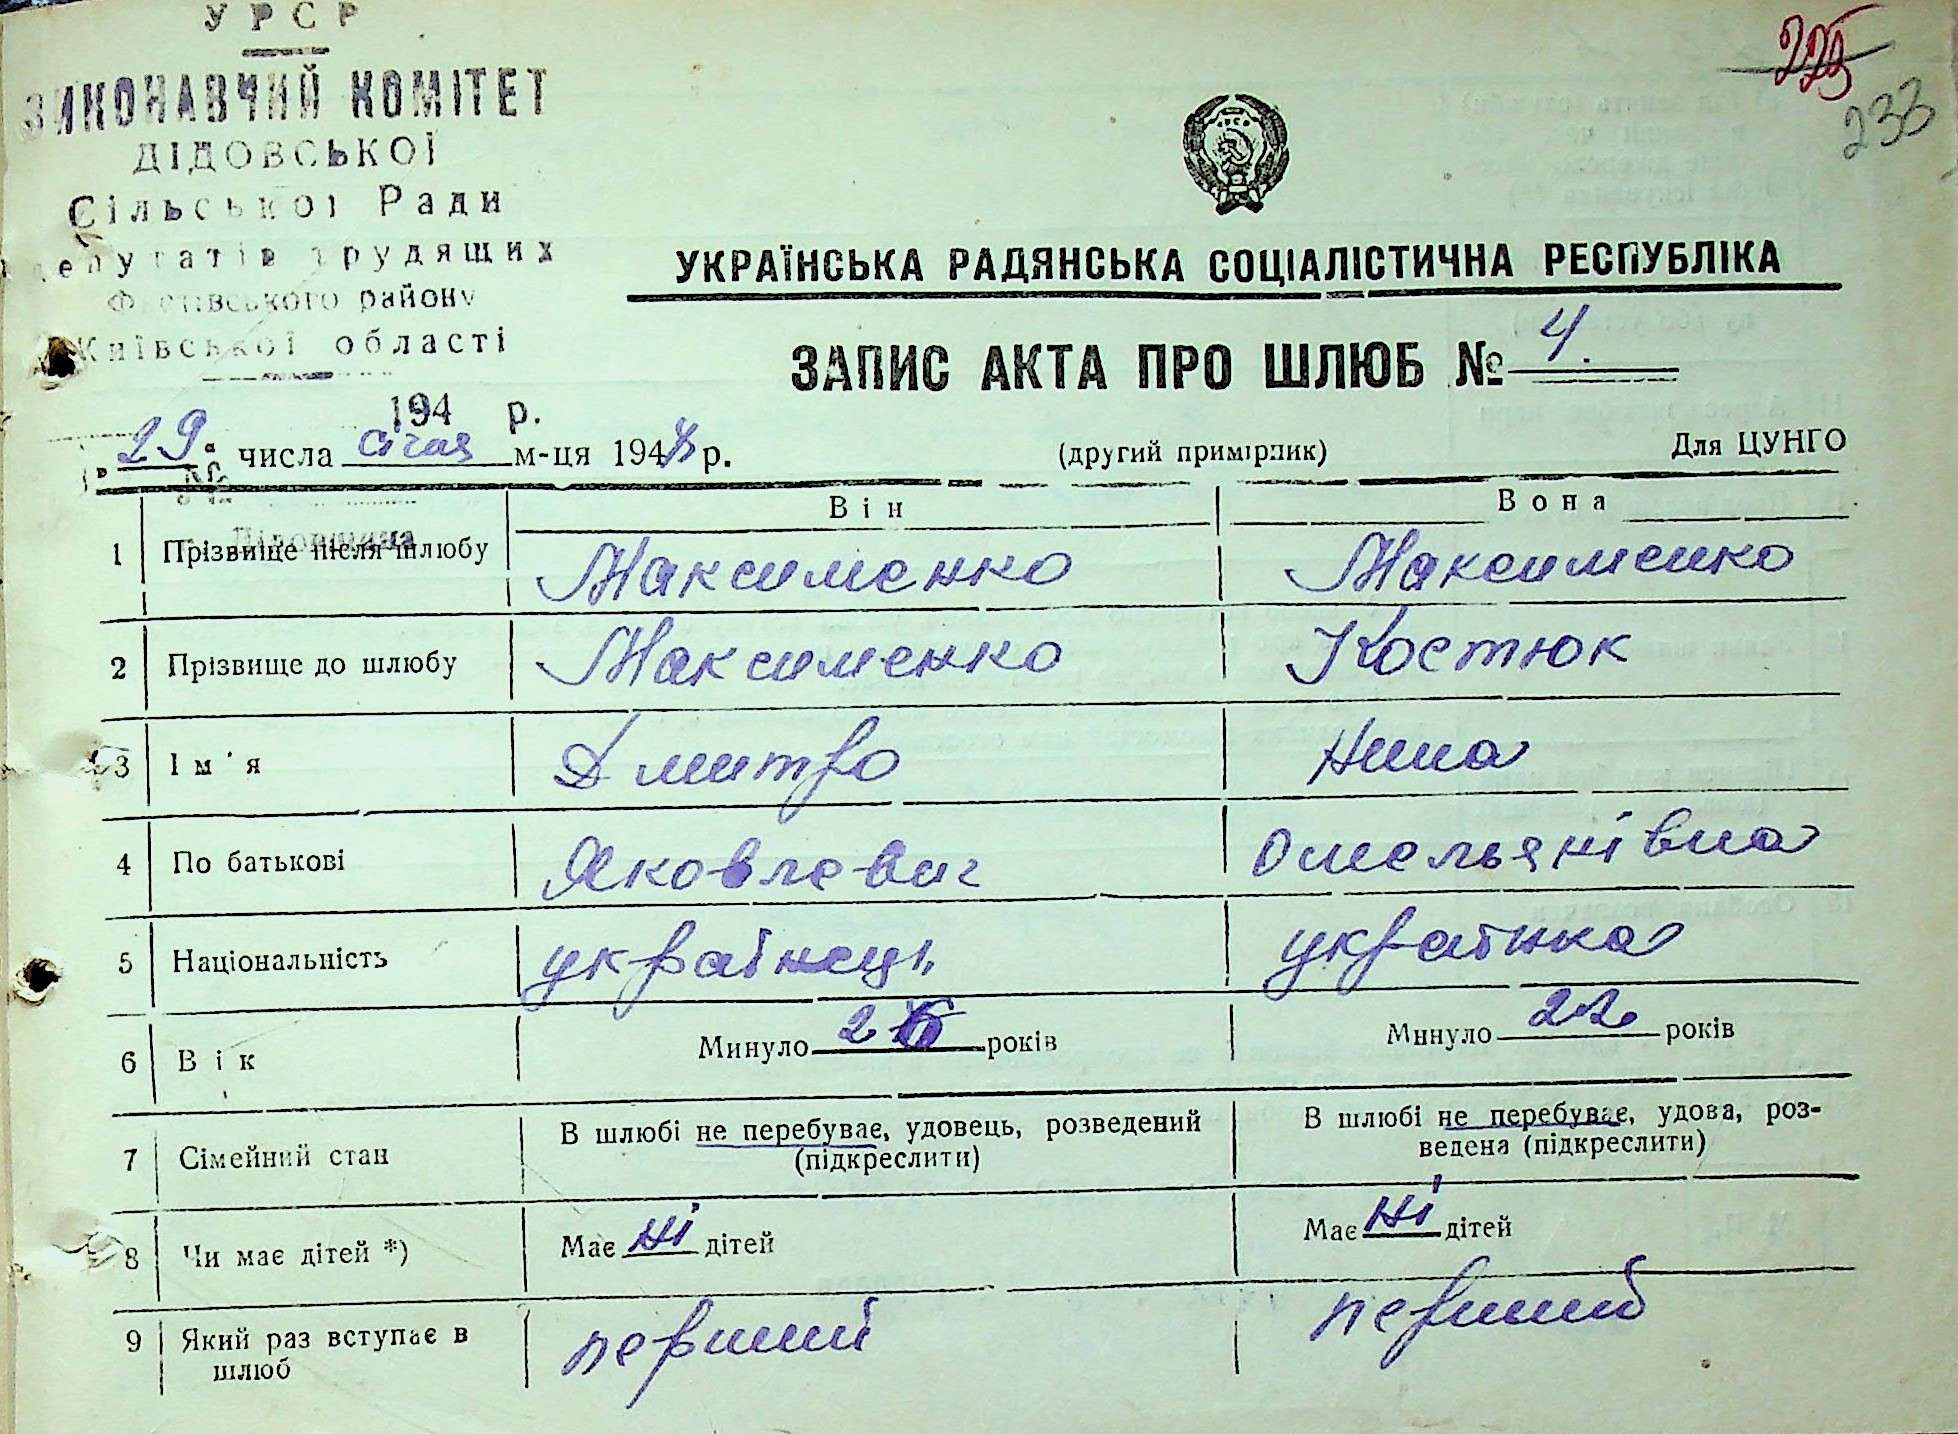 УРСР
ВИКОНАВЧИЙ КОМІТЕТ
ДІДОВСЬКОЇ
Сільської Ради
депутатів трудящих
Фастівського району
Київської області
194 р.
225
233
УКРАЇНСЬКА РАДЯНСЬКА СОЦІАЛІСТИЧНА РЕСПУБЛІКА
ЗАПИС АКТА ПРО ШЛЮБ № 4.
29 числа січня м-ця 1948 р. (другий примірник) Для ЦУНГО
Він Вона
1 Прізвище після шлюбу Максименко Максименко
2 Прізвище до шлюбу Максименко Костюк
3 Ім'я Дмитро Нина
4 По батькові Яковлевич Омельянівна
5 Національність українець українка
6 Вік Минуло 26 років Минуло 22 років
7 Сімейний стан В шлюбі не перебуває, удовець, розведений В шлюбі не перебуває, удова, роз-
(підкреслити) ведена (підкреслити)
8 Чи має дітей *) Має ні дітей Має ні дітей
9 Який раз вступає в перший перший
шлюб